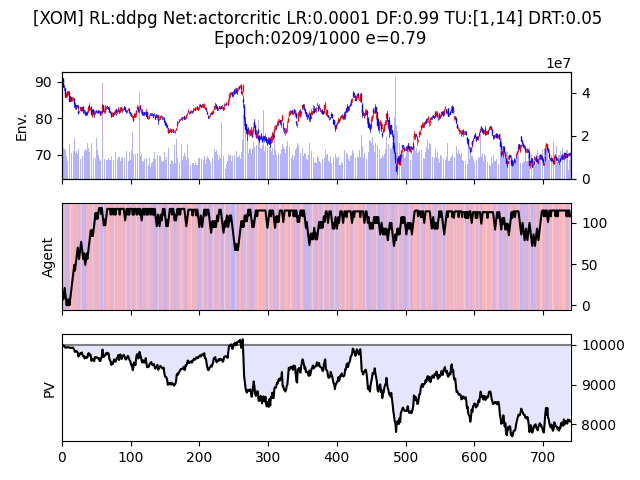 [XOM] RL:ddpg Net:actorcritic LR:0.0001 DF:0.99 TU:[1,14] DRT:0.05
Epoch:0209/1000 e=0.79
1e7
90
80
70
Env.
4
2
0
Agent
100
50
0
PV
10000
9000
8000
0 100 200 300 400 500 600 700